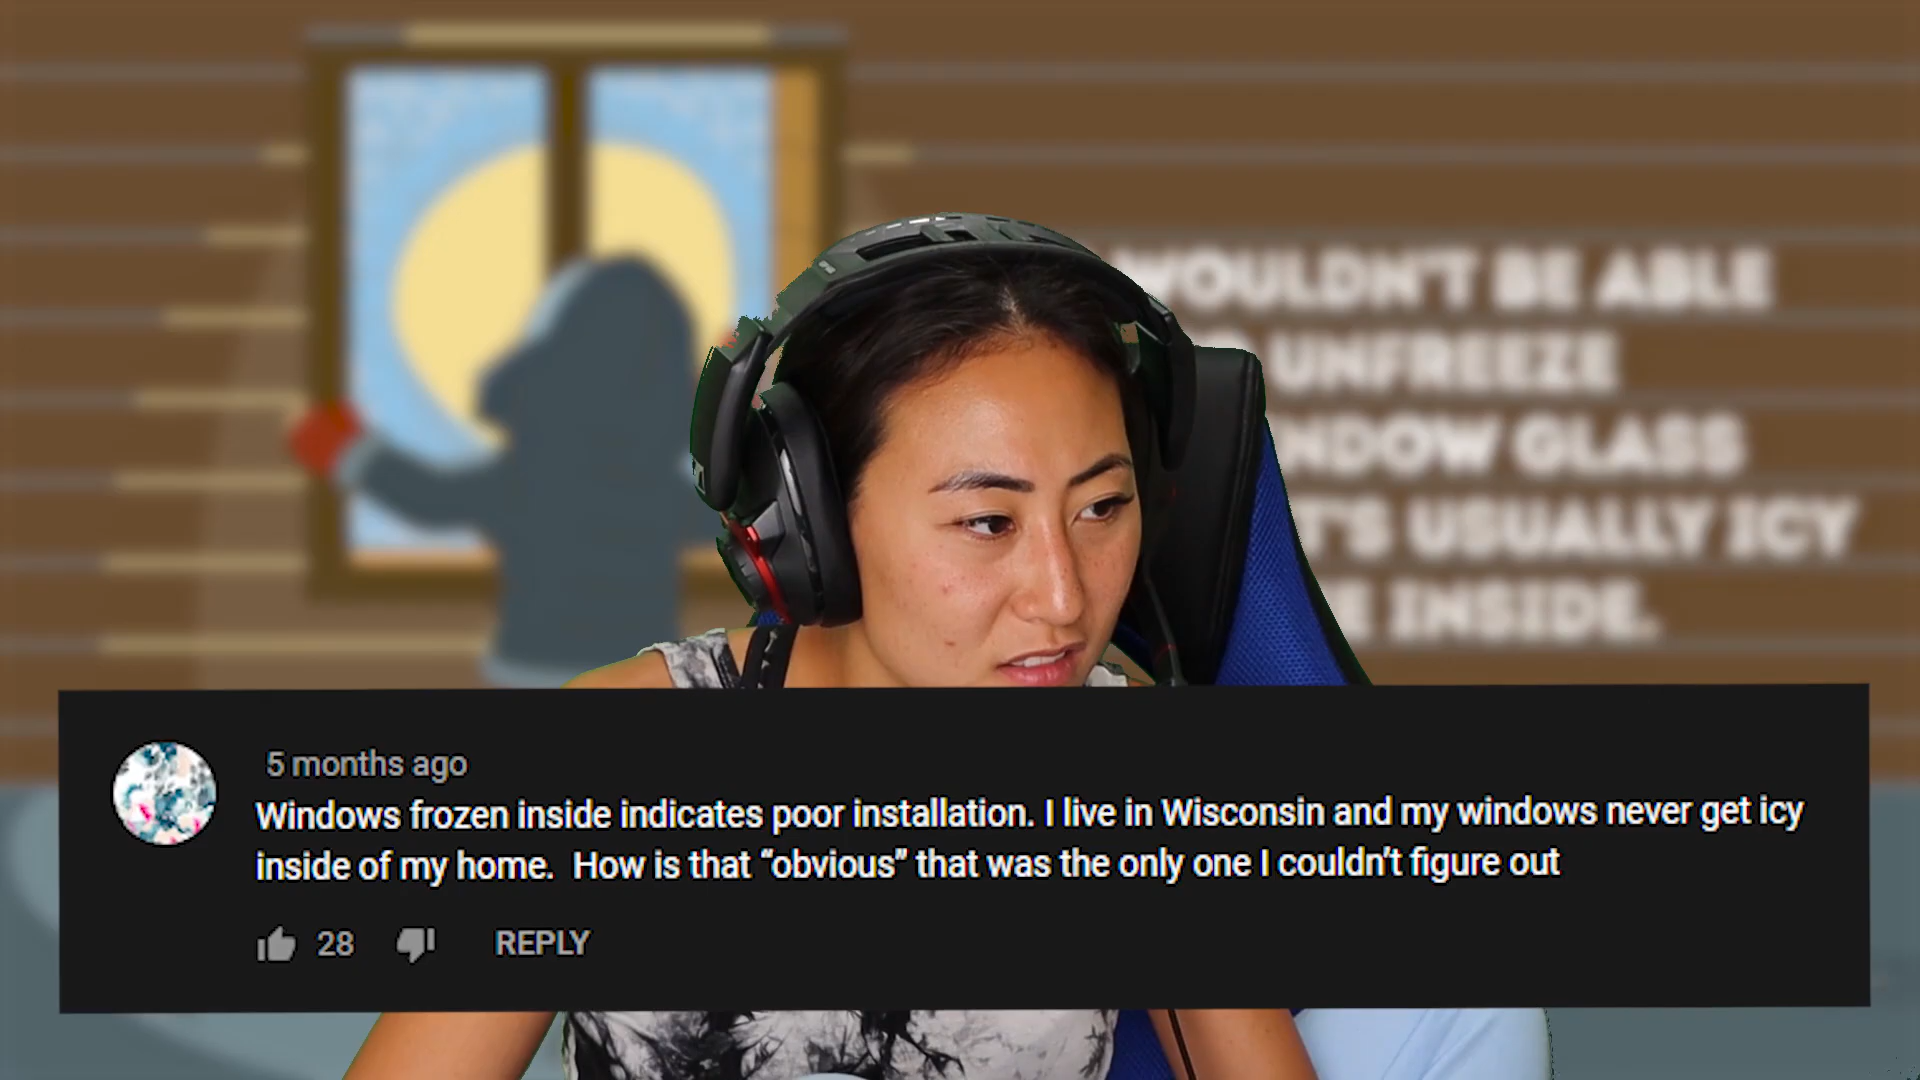 WOULDN'T BE ABLE
UNFREEZE
NDOW GLASS
T'S USUALLY ICY
E INSIDE.
5 months ago
Windows frozen inside indicates poor installation. I live in Wisconsin and my windows never get icy
inside of my home. How is that “obvious” that was the only one I couldn't figure out
28 REPLY